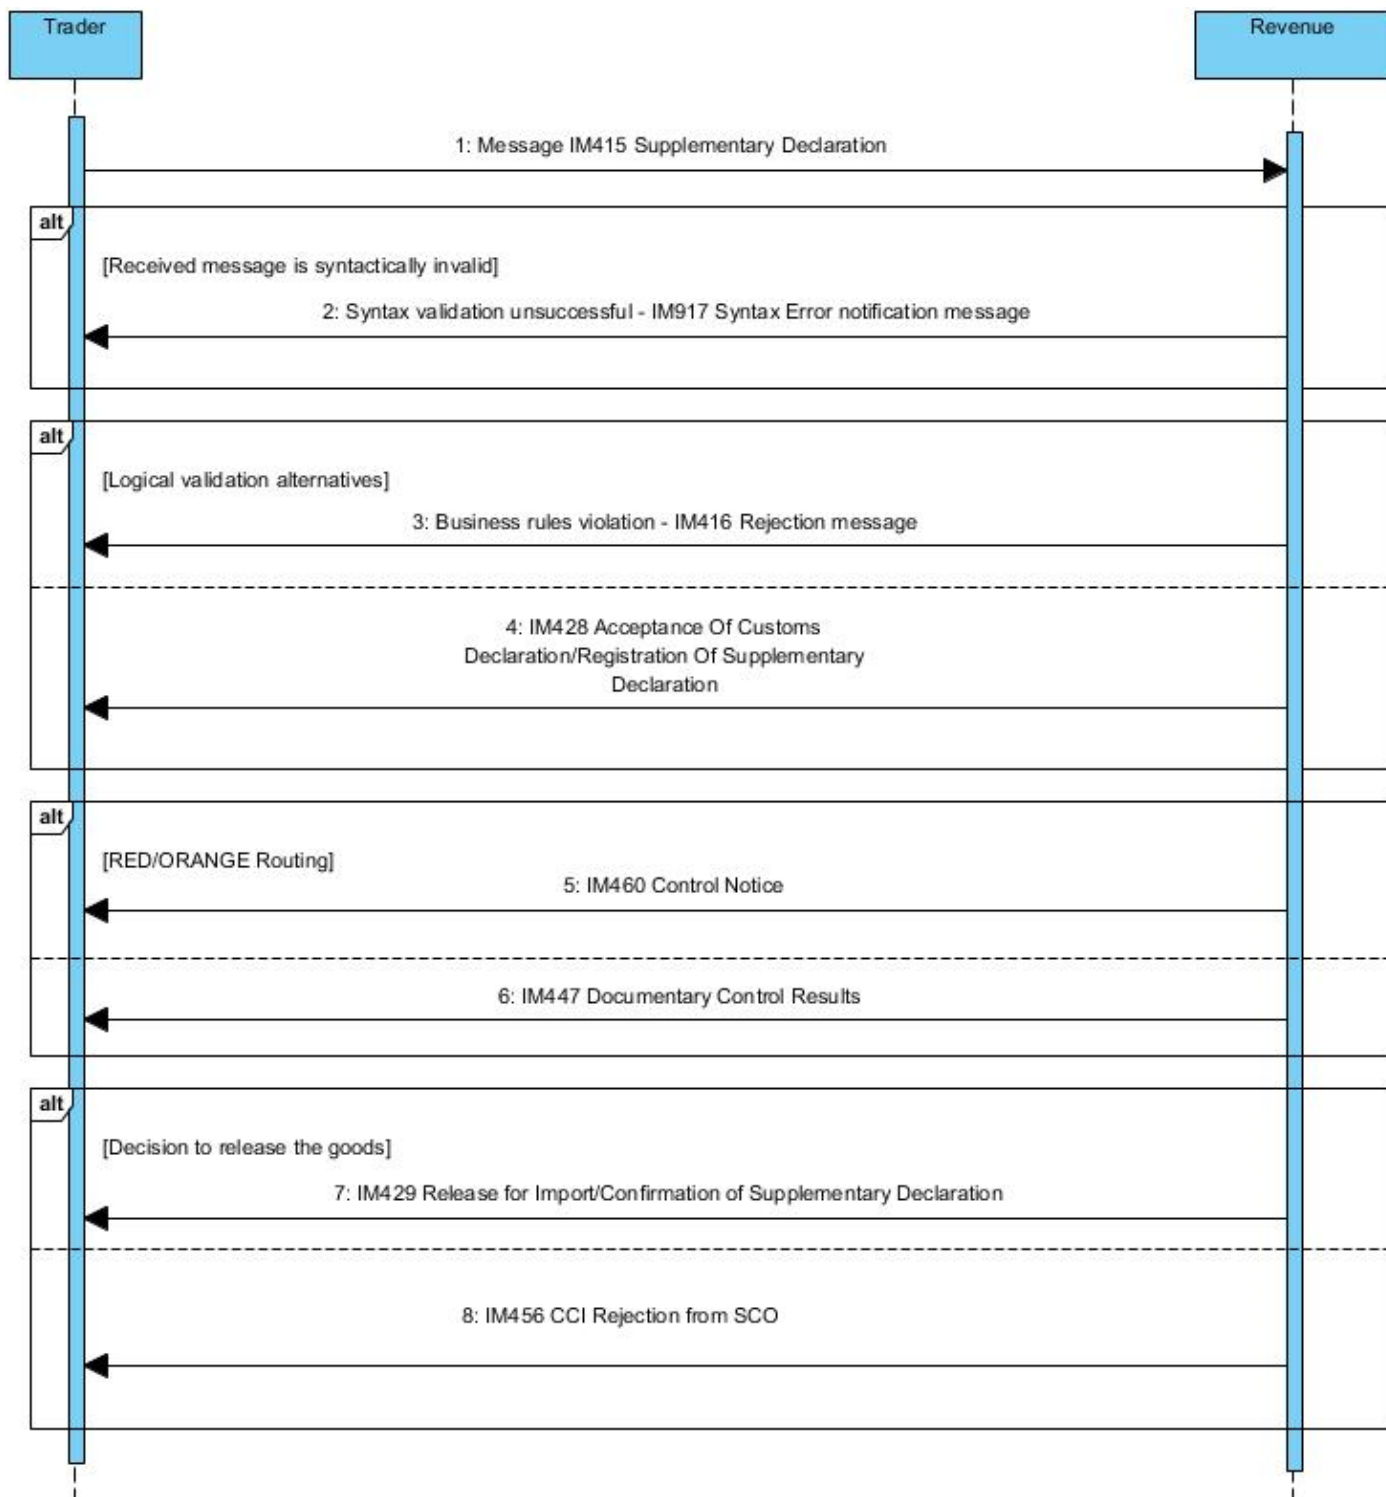 Trader
Revenue
1: Message IM415 Supplementary Declaration
alt
[Received message is syntactically invalid]
2: Syntax validation unsuccessful - IM917 Syntax Error notification message
alt
[Logical validation alternatives]
3: Business rules violation - IM416 Rejection message
4: IM428 Acceptance Of Customs
Declaration/Registration Of Supplementary
Declaration
alt
[RED/ORANGE Routing]
5: IM460 Control Notice
6: IM447 Documentary Control Results
alt
[Decision to release the goods]
7: IM429 Release for Import/Confirmation of Supplementary Declaration
8: IM456 CCI Rejection from SCO